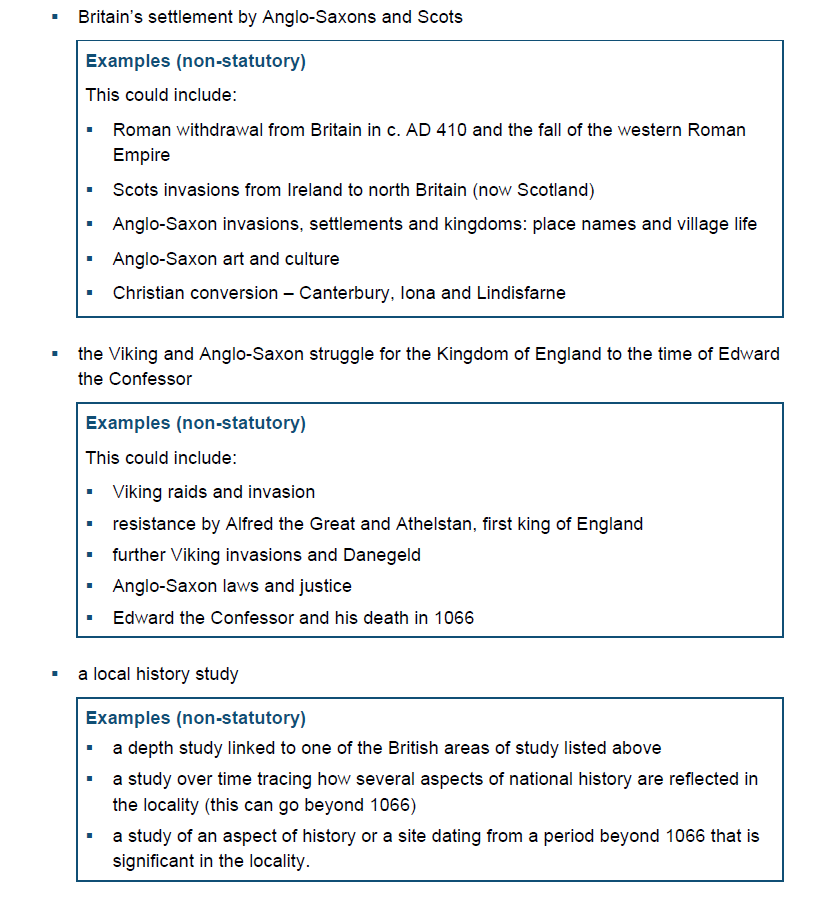 ▪ Britain’s settlement by Anglo-Saxons and Scots
Examples (non-statutory)
This could include:
▪ Roman withdrawal from Britain in c. AD 410 and the fall of the western Roman
Empire
▪ Scots invasions from Ireland to north Britain (now Scotland)
▪ Anglo-Saxon invasions, settlements and kingdoms: place names and village life
▪ Anglo-Saxon art and culture
▪ Christian conversion – Canterbury, Iona and Lindisfarne
▪ the Viking and Anglo-Saxon struggle for the Kingdom of England to the time of Edward
the Confessor
Examples (non-statutory)
This could include:
▪ Viking raids and invasion
▪ resistance by Alfred the Great and Athelstan, first king of England
▪ further Viking invasions and Danegeld
▪ Anglo-Saxon laws and justice
▪ Edward the Confessor and his death in 1066
▪ a local history study
Examples (non-statutory)
▪ a depth study linked to one of the British areas of study listed above
▪ a study over time tracing how several aspects of national history are reflected in
the locality (this can go beyond 1066)
▪ a study of an aspect of history or a site dating from a period beyond 1066 that is
significant in the locality.